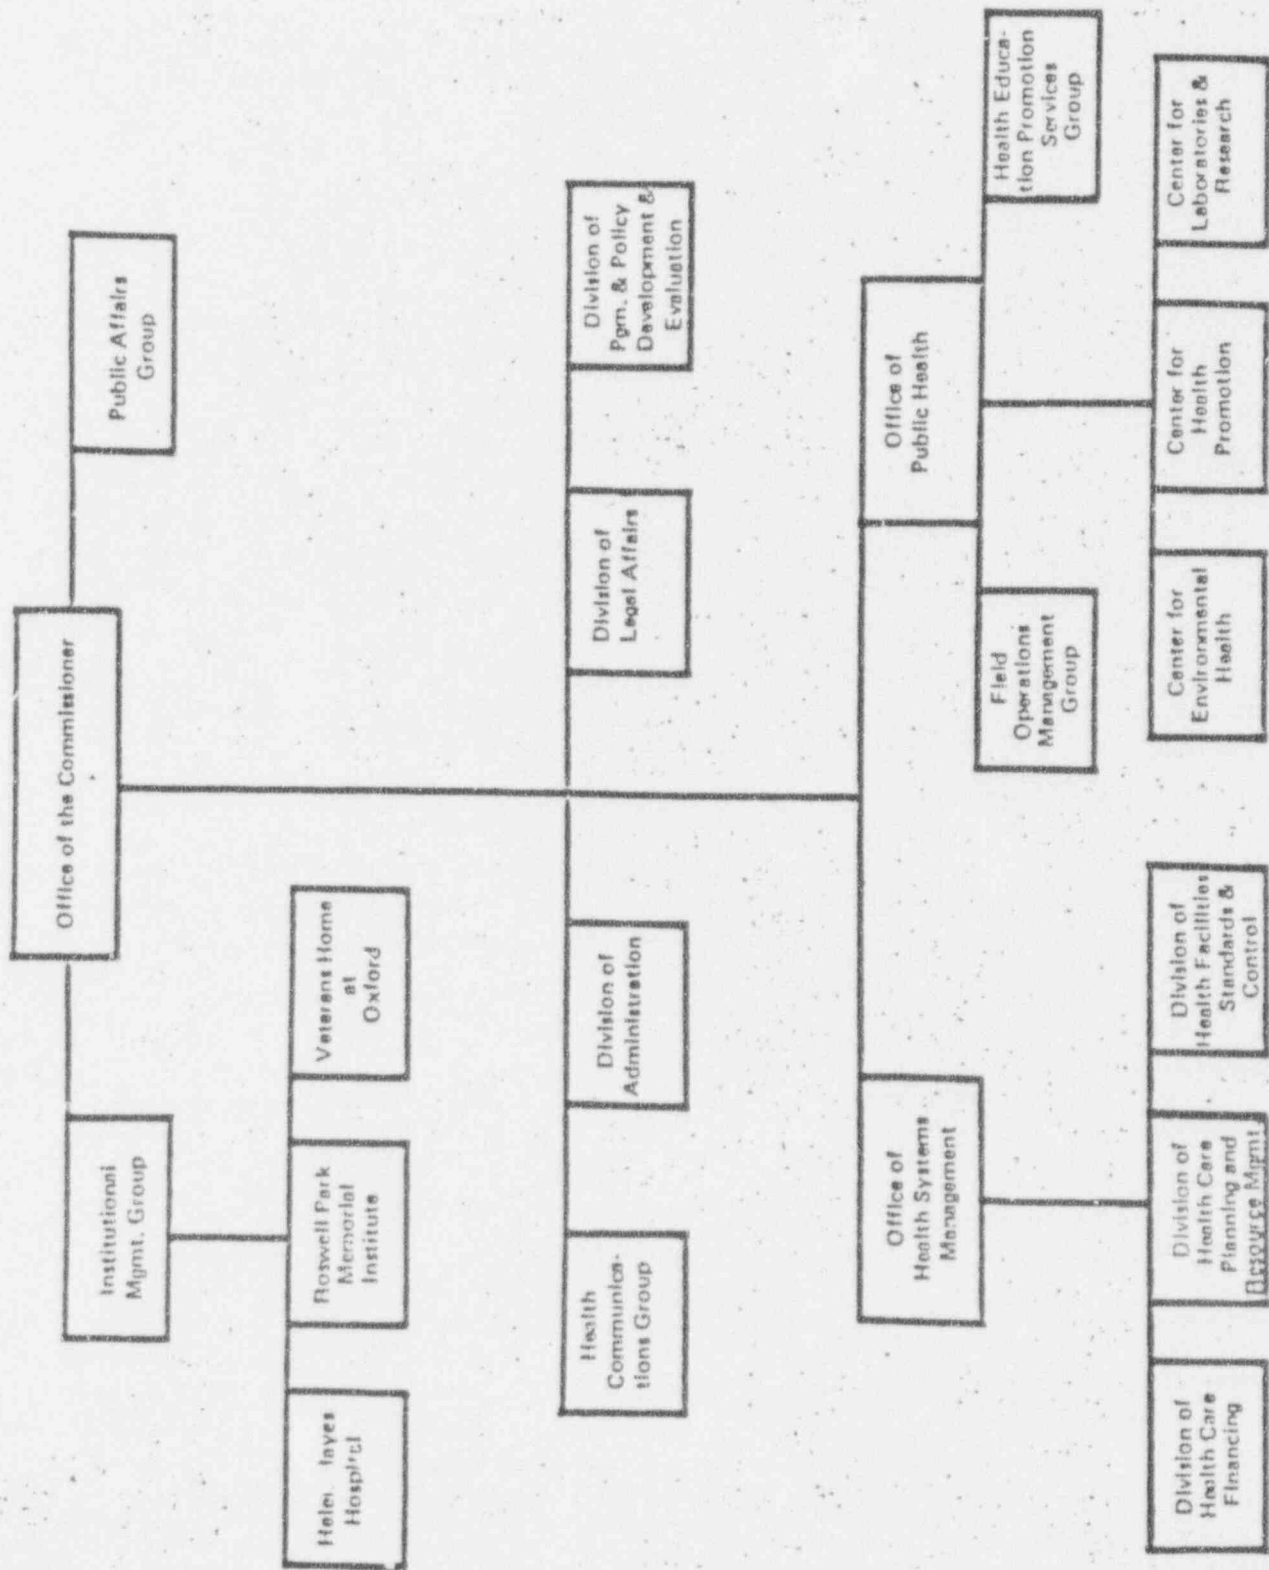 Office of the Commissioner
Public Affairs
Group
Institutional
Mgmt. Group
Hospital
Roswell Park
Memorial
Institute
Veterans Home
at
Oxford
Health
Communica-
tions Group
Division of
Administration
Division of
Legal Affairs
Division of
Pgm. & Policy
Development &
Evaluation
Office of
Health Systems
Management
Office of
Public Health
Field
Operations
Management
Group
Health Educa-
tion Promotion
Services
Group
Division of
Health Care
Financing
Division of
Health Care
Planning and
Resource Mgmt.
Division of
Health Facilities
Standards &
Control
Center for
Environmental
Health
Center for
Health
Promotion
Center for
Laboratories &
Research